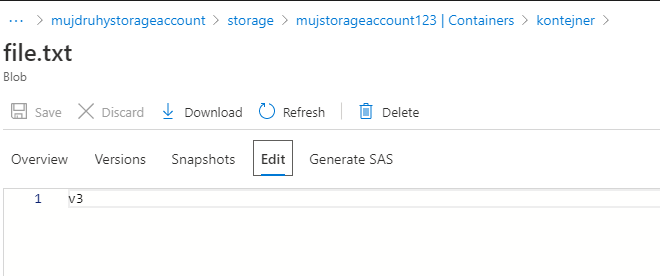 ··· > mujdruhystorageaccount > storage > mujstorageaccount123 | Containers > kontejner >
file.txt
Blob
Save Discard Download Refresh Delete
Overview Versions Snapshots Edit Generate SAS
1 v3